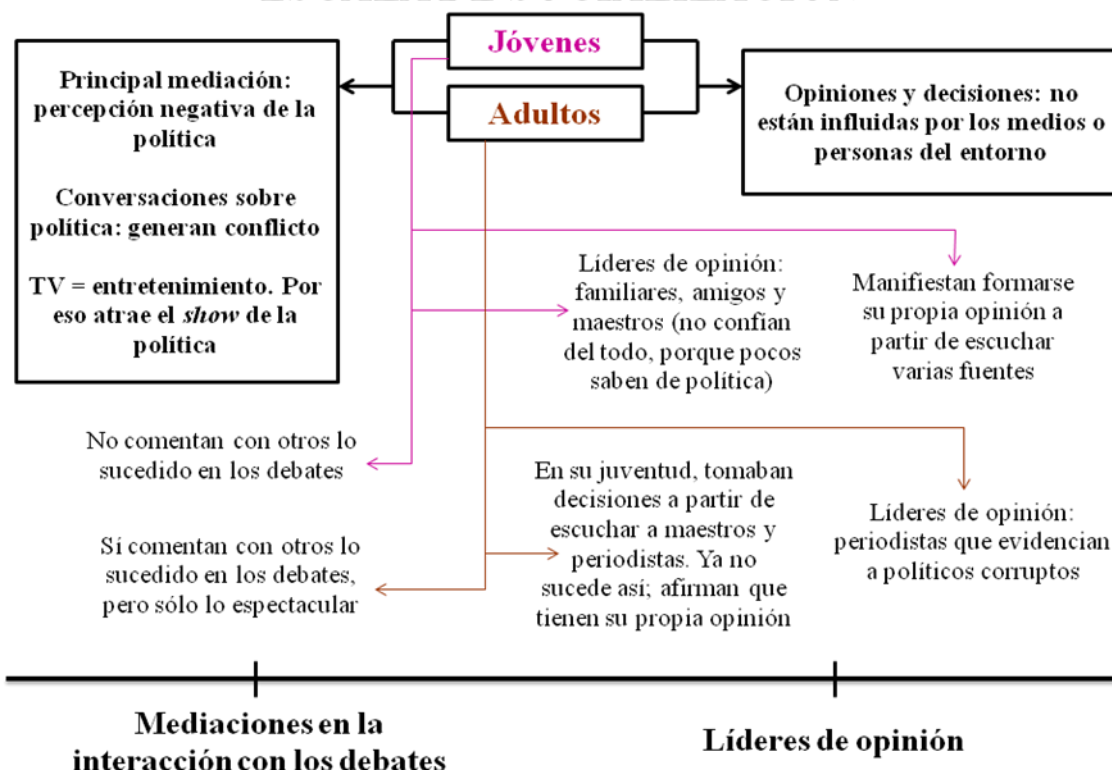 Jóvenes
Adultos
Principal mediación:
percepción negativa de la
política
Conversaciones sobre
política: generan conflicto
TV = entretenimiento. Por
eso atrae el show de la
política
Opiniones y decisiones: no
están influidas por los medios o
personas del entorno
Líderes de opinión:
familiares, amigos y
maestros (no confían
del todo, porque pocos
saben de política)
Manifiestan formarse
su propia opinión a
partir de escuchar
varias fuentes
No comentan con otros lo
sucedido en los debates
Sí comentan con otros lo
sucedido en los debates,
pero sólo lo espectacular
En su juventud, tomaban
decisiones a partir de
escuchar a maestros y
periodistas. Ya no
sucede así; afirman que
tienen su propia opinión
Líderes de opinión:
periodistas que evidencian
a políticos corruptos
Mediaciones en la
interacción con los debates
Líderes de opinión